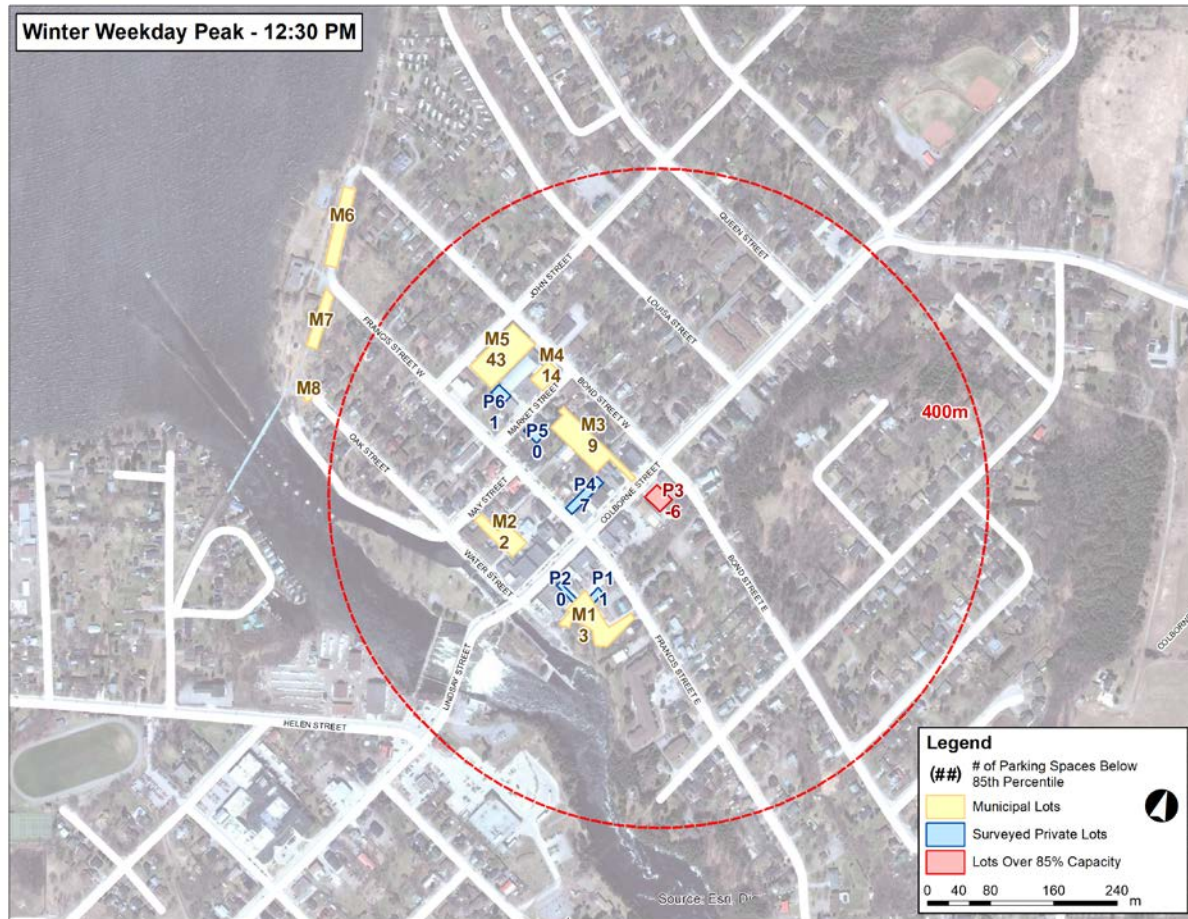 Winter Weekday Peak - 12:30 PM
M6
M7
M8
QUEEN STREET
JOHN STREET
LOUISA STREET
FRANCIS STREET W
M5
43
M4
14
BOND STREET W
P6
1
MARKET STREET
P5
0
M3
9
400m
OAK STREET
P4
7
COLBORNE STREET
P3
-6
MAY STREET
M2
2
WATER STREET
BOND STREET E
P2
0
P1
1
M1
3
FRANCIS STREET E
LINDSAY STREET
HELEN STREET
Legend
(##) # of Parking Spaces Below
85th Percentile
Municipal Lots
Surveyed Private Lots
Lots Over 85% Capacity
0 40 80 160 240
m
Source: Esri,